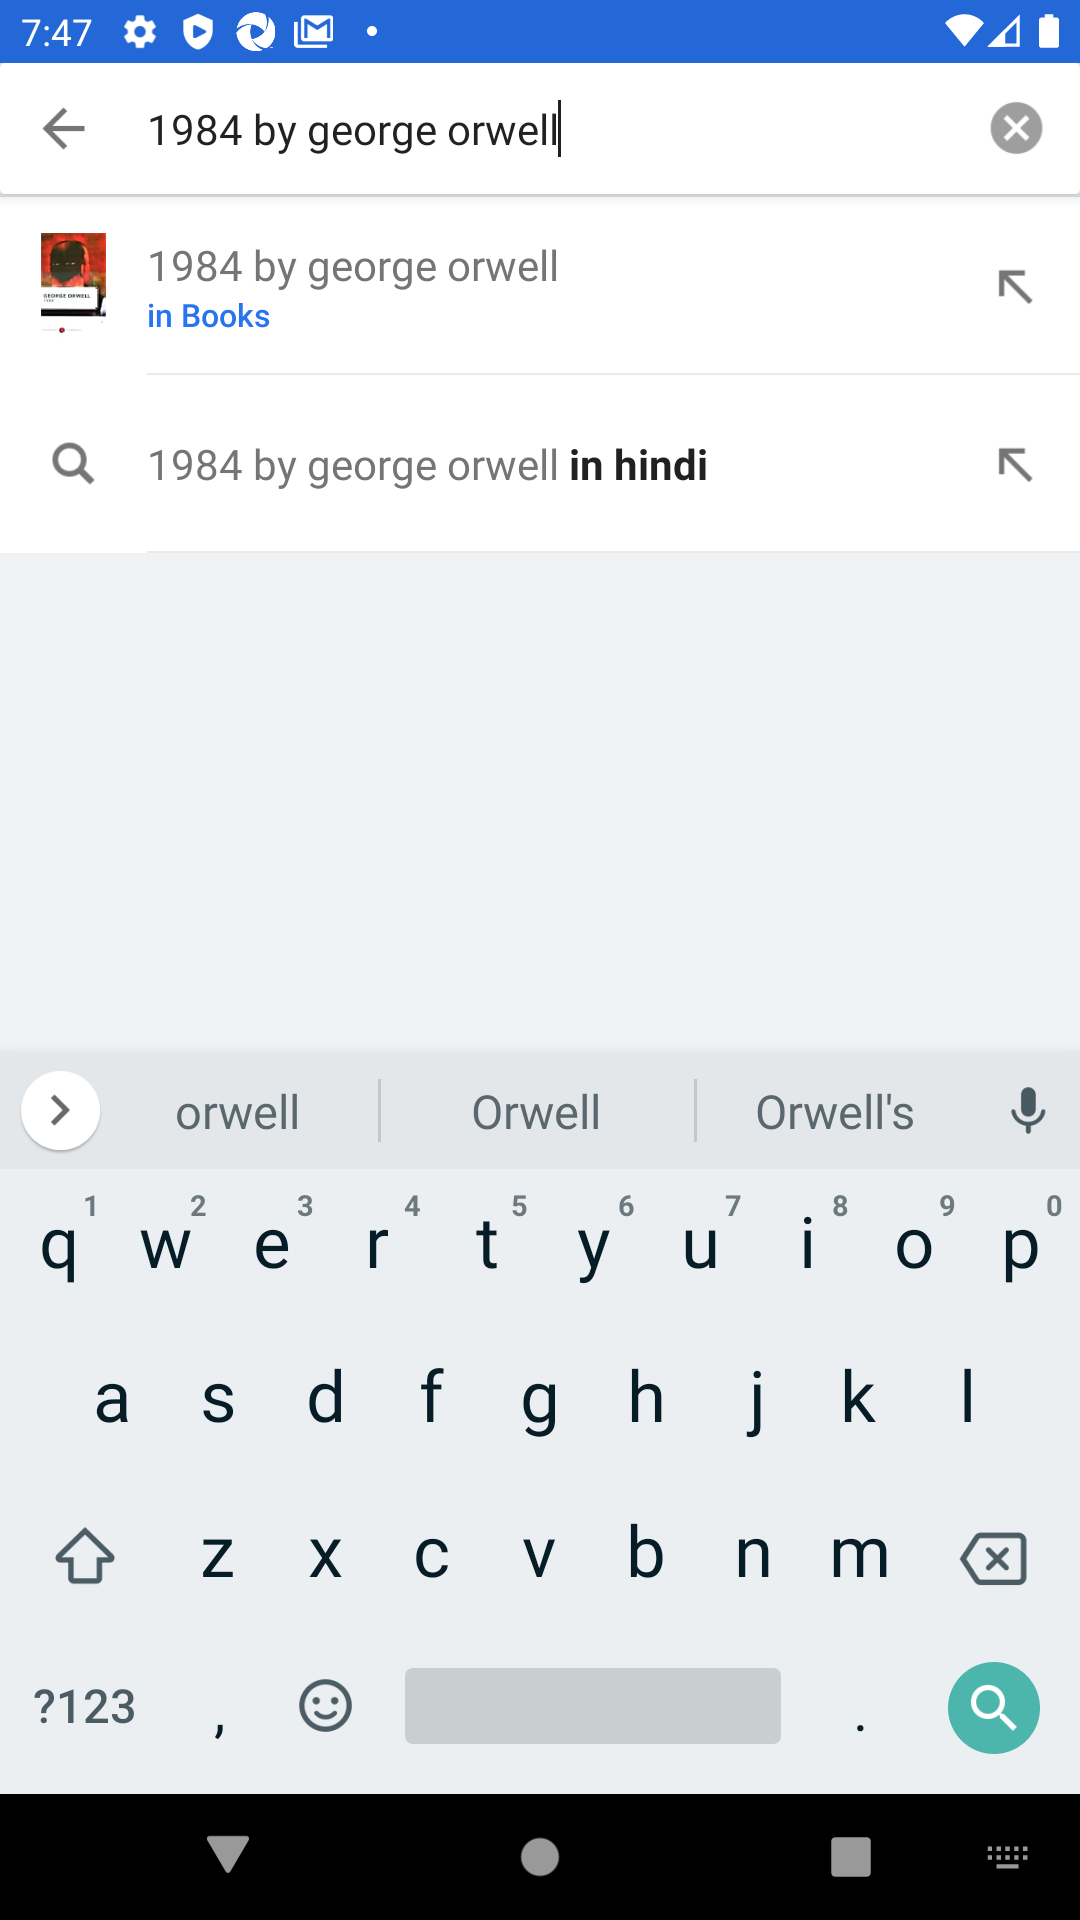 7:47
1984 by george orwell
1984 by george orwell
in Books
1984 by george orwell in hindi
orwell Orwell Orwell's
1 2 3 4 5 6 7 8 9 0
q w e r t y u i o p
a s d f g h j k l
z x c v b n m
?123 , .